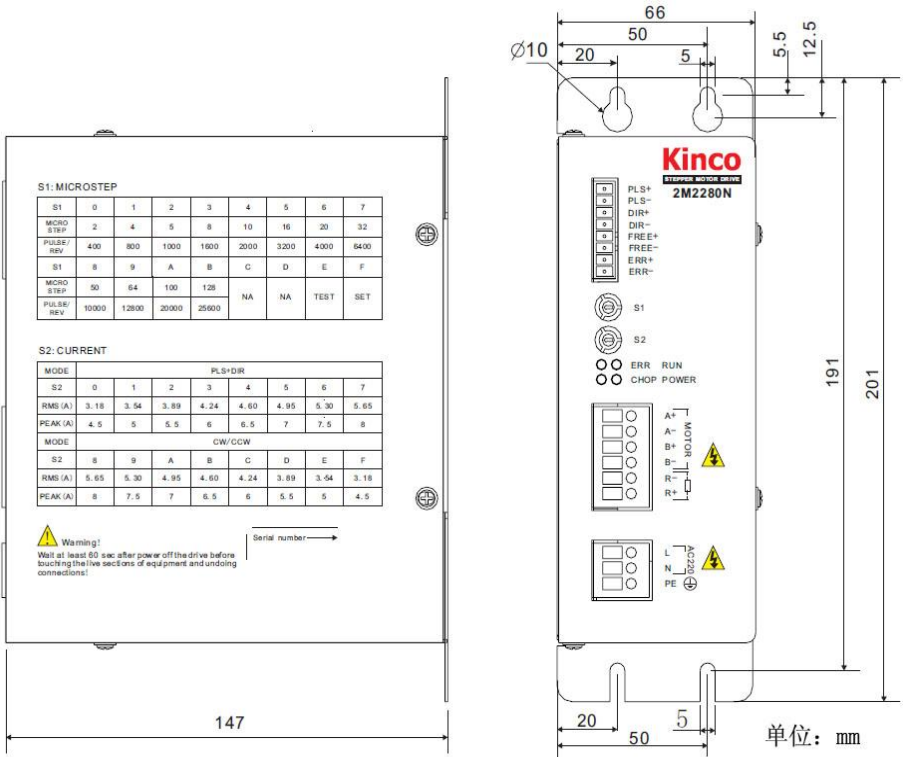 S1: MICROSTEP
S1 0 1 2 3 4 5 6 7
MICRO STEP 2 4 5 8 10 16 20 32
PULSE/ REV 400 800 1000 1600 2000 3200 4000 6400
S1 8 9 A B C D E F
MICRO STEP 50 64 100 128 NA NA TEST SET
PULSE/ REV 10000 12800 20000 25600
S2: CURRENT
MODE PLS+DIR
S2 0 1 2 3 4 5 6 7
RMS (A) 3.18 3.54 3.89 4.24 4.60 4.95 5.30 5.65
PEAK (A) 4.5 5 5.5 6 6.5 7 7.5 8
MODE CW/CCW
S2 8 9 A B C D E F
RMS (A) 5.65 5.30 4.95 4.60 4.24 3.89 3.54 3.18
PEAK (A) 8 7.5 7 6.5 6 5.5 5 4.5
Warning!
Wait at least 60 sec after power off the drive before
touching the live sections of equipment and undoing
connections!
Serial number
147
66
50
20
5
Ø10
5.5
12.5
Kinco
STEPPER MOTOR DRIVE
2M2280N
PLS+
PLS-
DIR+
DIR-
FREE+
FREE-
ERR+
ERR-
S1
S2
ERR RUN
CHOP POWER
A+
A-
B+
B-
MOTOR
R-
R+
L
N
AC220
PE
191
201
20
5
50
单位: mm